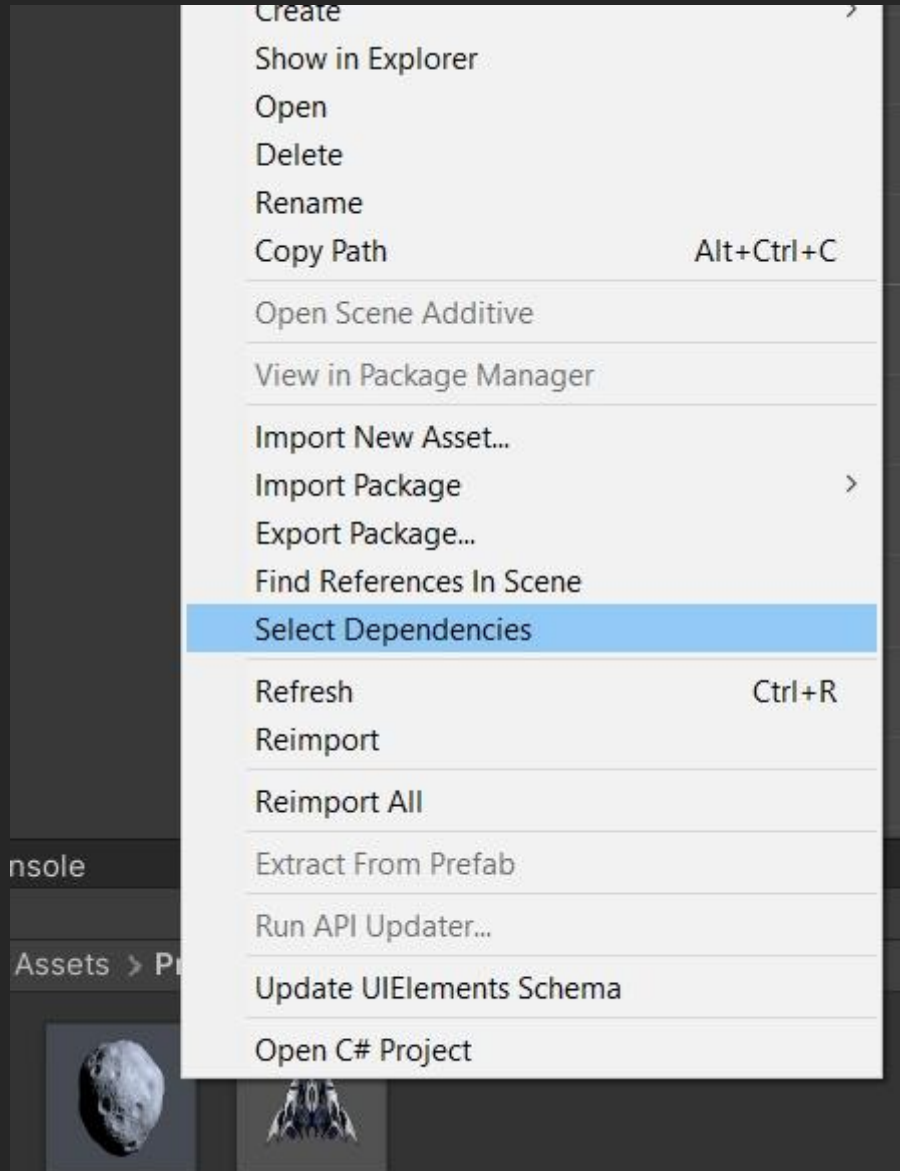 Create
Show in Explorer
Open
Delete
Rename
Copy Path Alt+Ctrl+C
Open Scene Additive
View in Package Manager
Import New Asset...
Import Package
Export Package...
Find References In Scene
Select Dependencies
Refresh Ctrl+R
Reimport
Reimport All
Extract From Prefab
Run API Updater...
Update UIElements Schema
Open C# Project
nsole
Assets > Pr